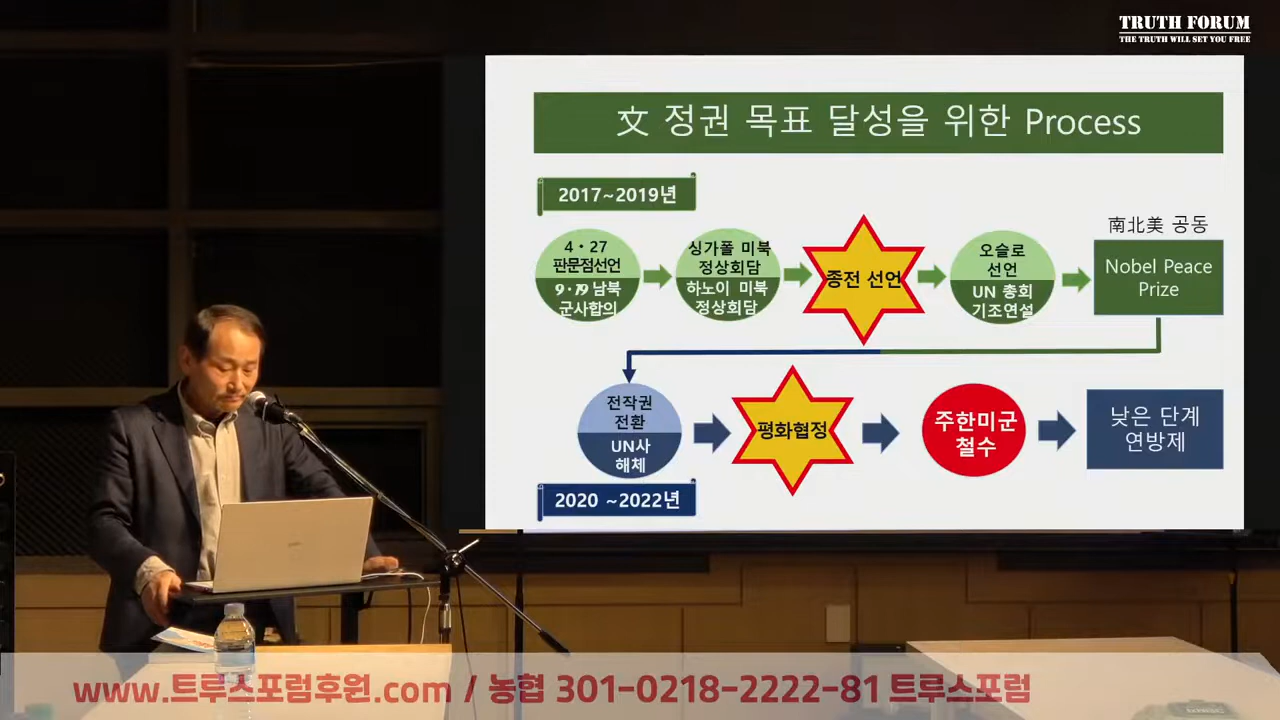 TRUTH FORUM
THE TRUTH WILL SET YOU FREE
文 정권 목표 달성을 위한 Process
2017~2019년
4・27
판문점선언
9・19 남북
군사합의
싱가폴 미북
정상회담
하노이 미북
정상회담
종전 선언
오슬로
선언
UN 총회
기조연설
南北美 공동
Nobel Peace
Prize
전작권
전환
UN사
해체
평화협정
주한미군
철수
낮은 단계
연방제
2020 ~2022년
www.트루스포럼후원.com / 농협 301-0218-2222-81 트루스포럼